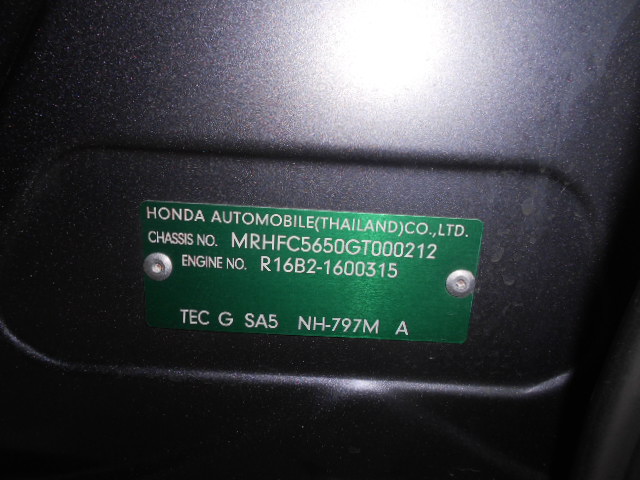 HONDA AUTOMOBILE(THAILAND)CO.,LTD.
CHASSIS NO. MRHFC5650GT000212
ENGINE NO. R16B2-1600315
TEC G SA5 NH-797M A